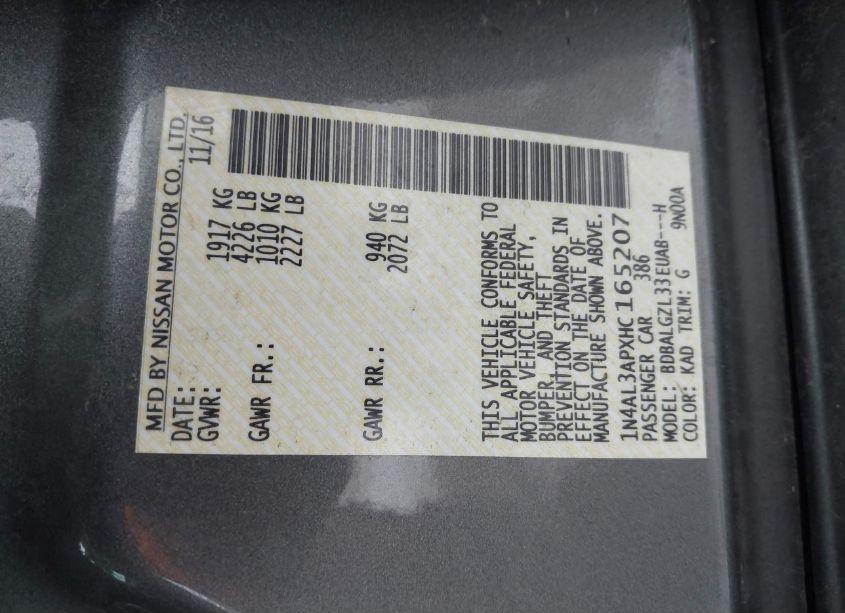 MFD BY NISSAN MOTOR CO., LTD.
DATE: 11/16
GVWR: 1917 KG
4226 LB
GAWR FR.: 1010 KG
2227 LB
GAWR RR.: 940 KG
2072 LB
THIS VEHICLE CONFORMS TO
ALL APPLICABLE FEDERAL
MOTOR VEHICLE SAFETY,
BUMPER, AND THEFT
PREVENTION STANDARDS IN
EFFECT ON THE DATE OF
MANUFACTURE SHOWN ABOVE.
1N4AL3APXHC165207
PASSENGER CAR 386
MODEL: BDBALGZL33EUAB---H
COLOR: KAD TRIM: G 9N00A